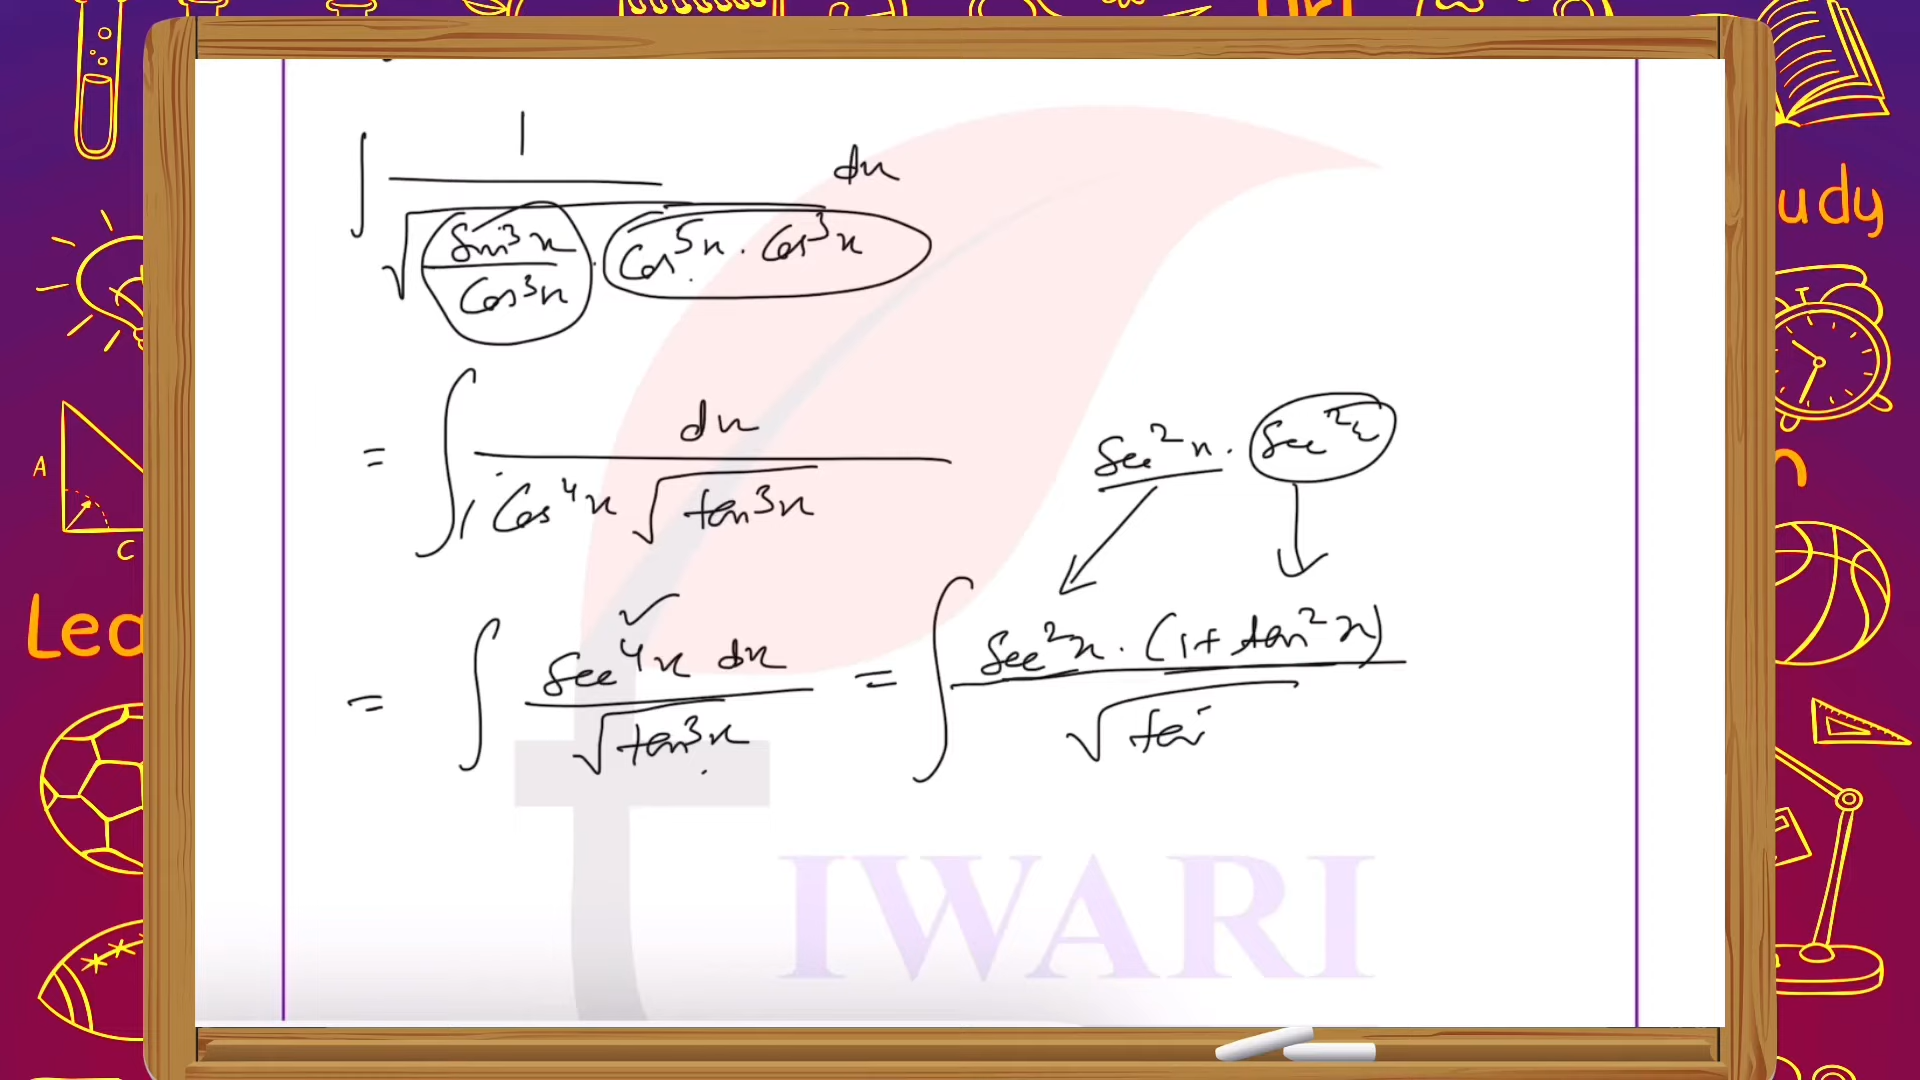 ∫ 1 / √(sin³x / cos³x · cos⁵x · cos³x) dx
= ∫ dx / (cos⁴x √(tan³x))
sec²x · sec²x
= ∫ sec⁴x dx / √(tan³x) = ∫ sec²x · (1 + tan²x) / √(tan
IWARI
udy
A
C
n
Lea